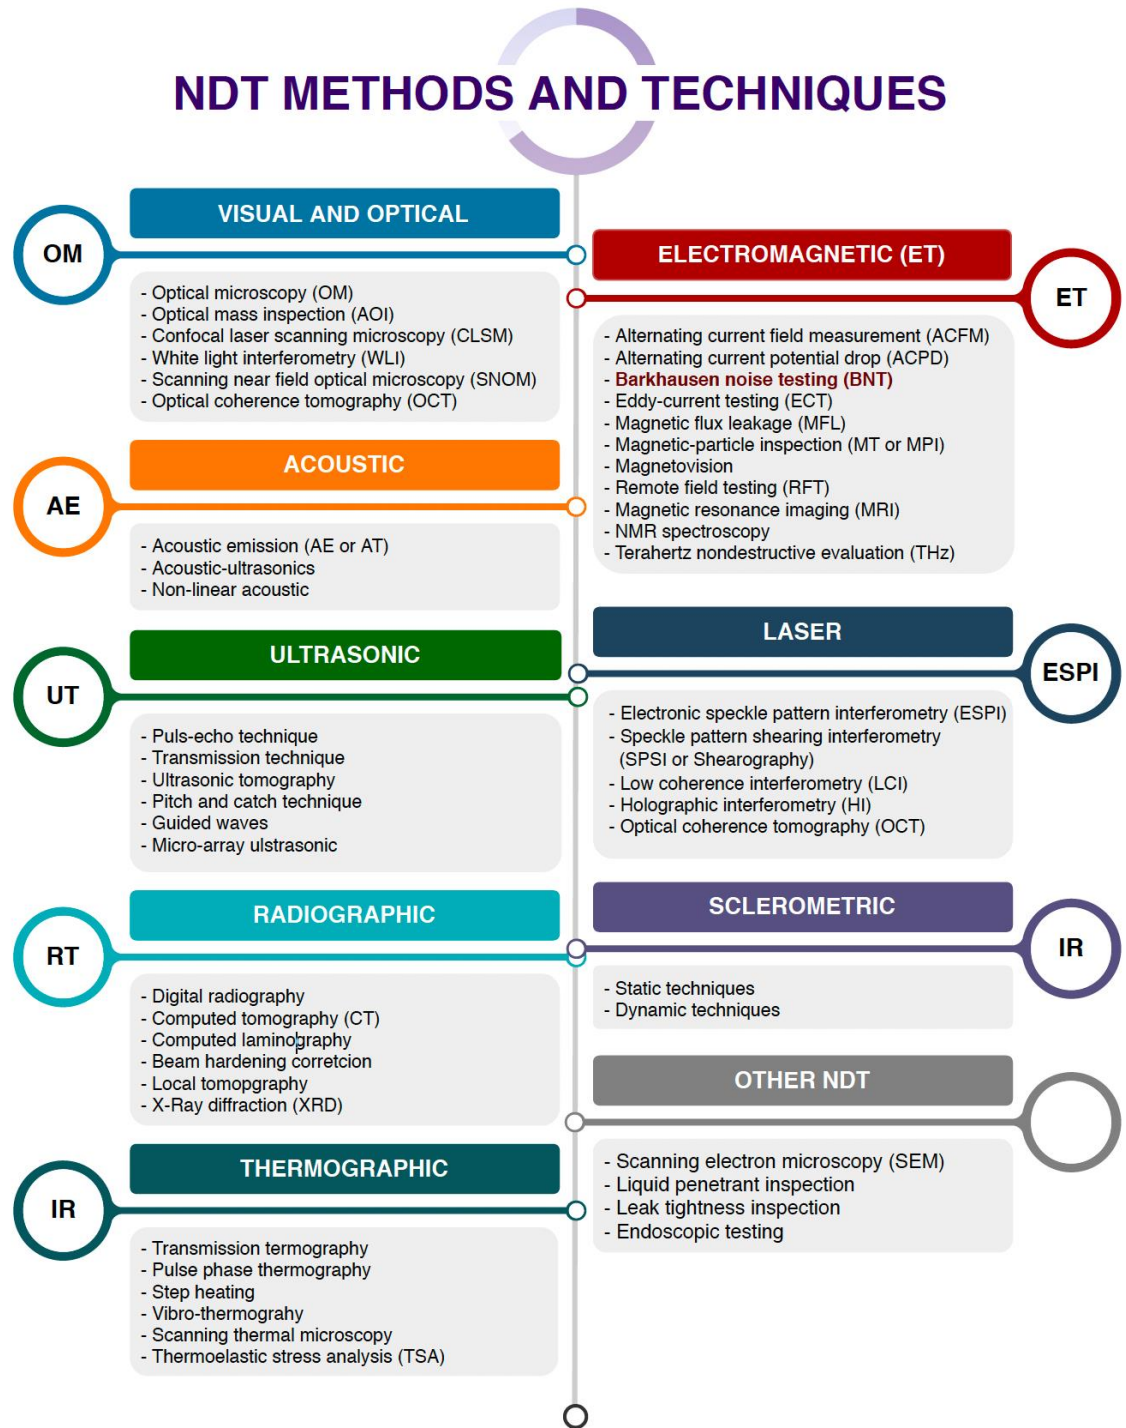 NDT METHODS AND TECHNIQUES
VISUAL AND OPTICAL
OM
- Optical microscopy (OM)
- Optical mass inspection (AOI)
- Confocal laser scanning microscopy (CLSM)
- White light interferometry (WLI)
- Scanning near field optical microscopy (SNOM)
- Optical coherence tomography (OCT)
ELECTROMAGNETIC (ET)
ET
- Alternating current field measurement (ACFM)
- Alternating current potential drop (ACPD)
- Barkhausen noise testing (BNT)
- Eddy-current testing (ECT)
- Magnetic flux leakage (MFL)
- Magnetic-particle inspection (MT or MPI)
- Magnetovision
- Remote field testing (RFT)
- Magnetic resonance imaging (MRI)
- NMR spectroscopy
- Terahertz nondestructive evaluation (THz)
ACOUSTIC
AE
- Acoustic emission (AE or AT)
- Acoustic-ultrasonics
- Non-linear acoustic
LASER
ESPI
- Electronic speckle pattern interferometry (ESPI)
- Speckle pattern shearing interferometry
(SPSI or Shearography)
- Low coherence interferometry (LCI)
- Holographic interferometry (HI)
- Optical coherence tomography (OCT)
ULTRASONIC
UT
- Puls-echo technique
- Transmission technique
- Ultrasonic tomography
- Pitch and catch technique
- Guided waves
- Micro-array ulstrasonic
SCLEROMETRIC
IR
- Static techniques
- Dynamic techniques
RADIOGRAPHIC
RT
- Digital radiography
- Computed tomography (CT)
- Computed laminography
- Beam hardening corretcion
- Local tomopgraphy
- X-Ray diffraction (XRD)
OTHER NDT
- Scanning electron microscopy (SEM)
- Liquid penetrant inspection
- Leak tightness inspection
- Endoscopic testing
THERMOGRAPHIC
IR
- Transmission termography
- Pulse phase thermography
- Step heating
- Vibro-thermograhy
- Scanning thermal microscopy
- Thermoelastic stress analysis (TSA)